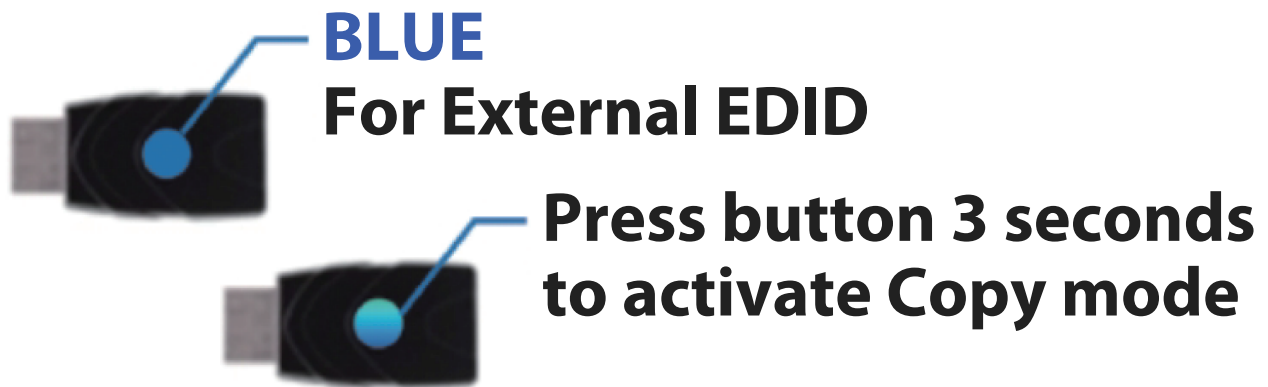 BLUE
For External EDID
Press button 3 seconds
to activate Copy mode